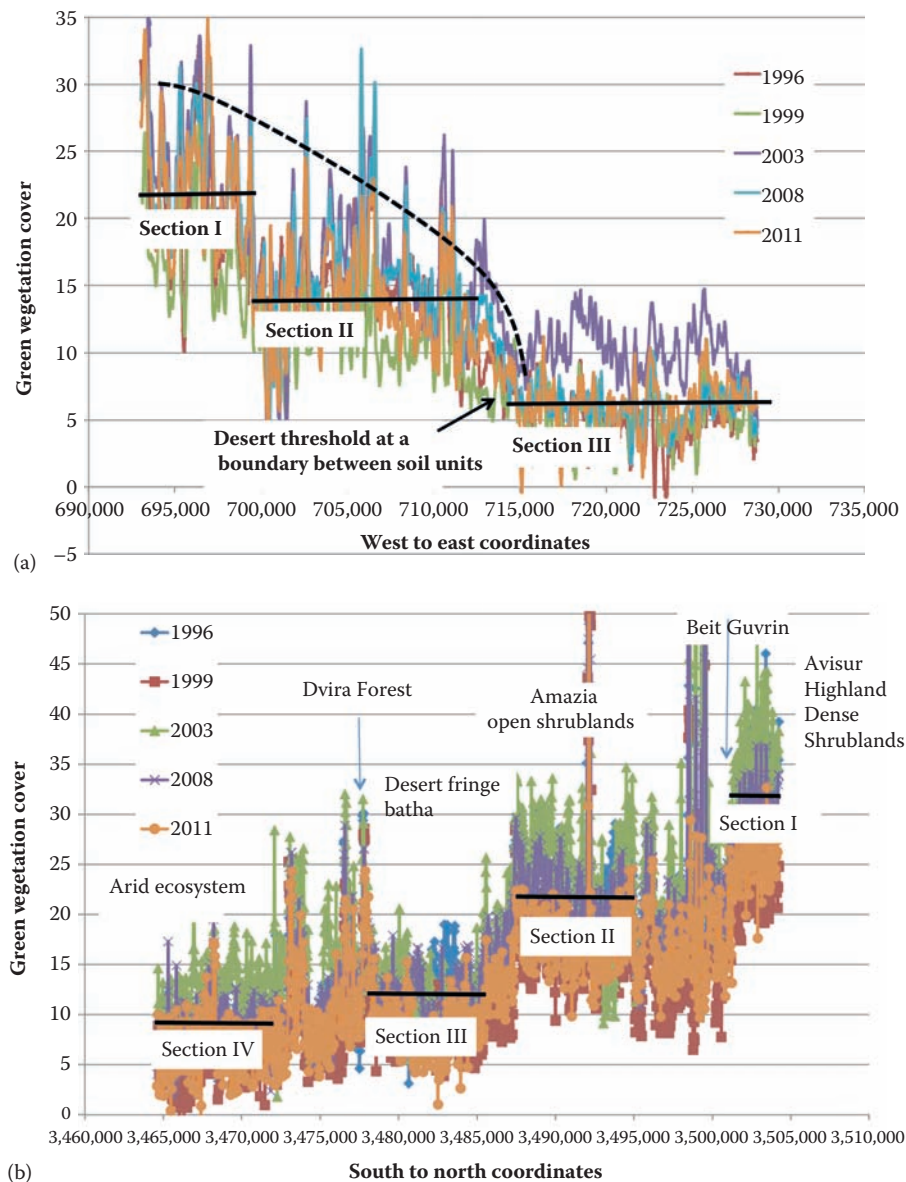 35
30
25
20
15
10
5
0
−5
Green vegetation cover
1996
1999
2003
2008
2011
Section I
Section II
Section III
Desert threshold at a
boundary between soil units
690,000 695,000 700,000 705,000 710,000 715,000 720,000 725,000 730,000 735,000
West to east coordinates
(a)
50
45
40
35
30
25
20
15
10
5
0
Green vegetation cover
1996
1999
2003
2008
2011
Dvira Forest
Desert fringe
batha
Arid ecosystem
Amazia
open shrublands
Beit Guvrin
Avisur
Highland
Dense
Shrublands
Section I
Section II
Section III
Section IV
3,460,000 3,465,000 3,470,000 3,475,000 3,480,000 3,485,000 3,490,000 3,495,000 3,500,000 3,505,000 3,510,000
South to north coordinates
(b)